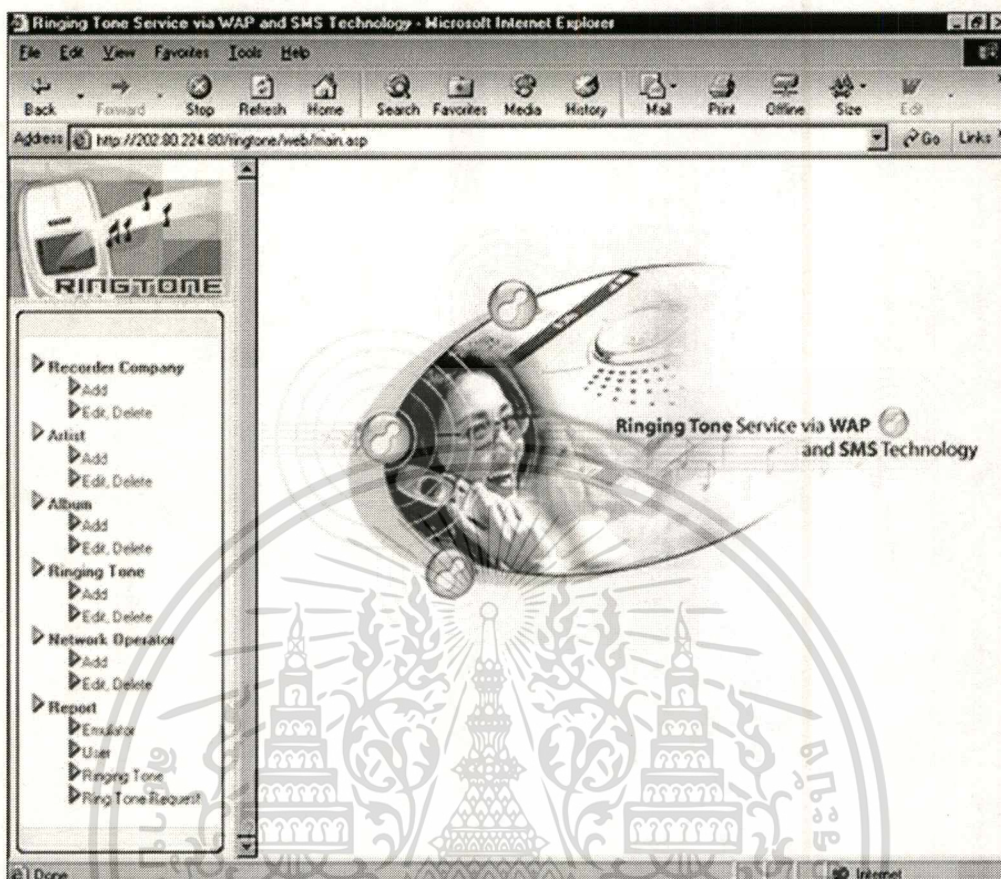 Ringing Tone Service via WAP and SMS Technology - Microsoft Internet Explorer
File Edit View Favorites Tools Help
Back Forward Stop Refresh Home Search Favorites Media History Mail Print Offline Size Edit
Address http://202.80.224.80/ringtone/web/main.asp Go Links
RINGTONE
Recorder Company
Add
Edit, Delete
Artist
Add
Edit, Delete
Album
Add
Edit, Delete
Ringing Tone
Add
Edit, Delete
Network Operator
Add
Edit, Delete
Report
Emulator
User
Ringing Tone
Ring Tone Request
Ringing Tone Service via WAP
and SMS Technology
Done Internet